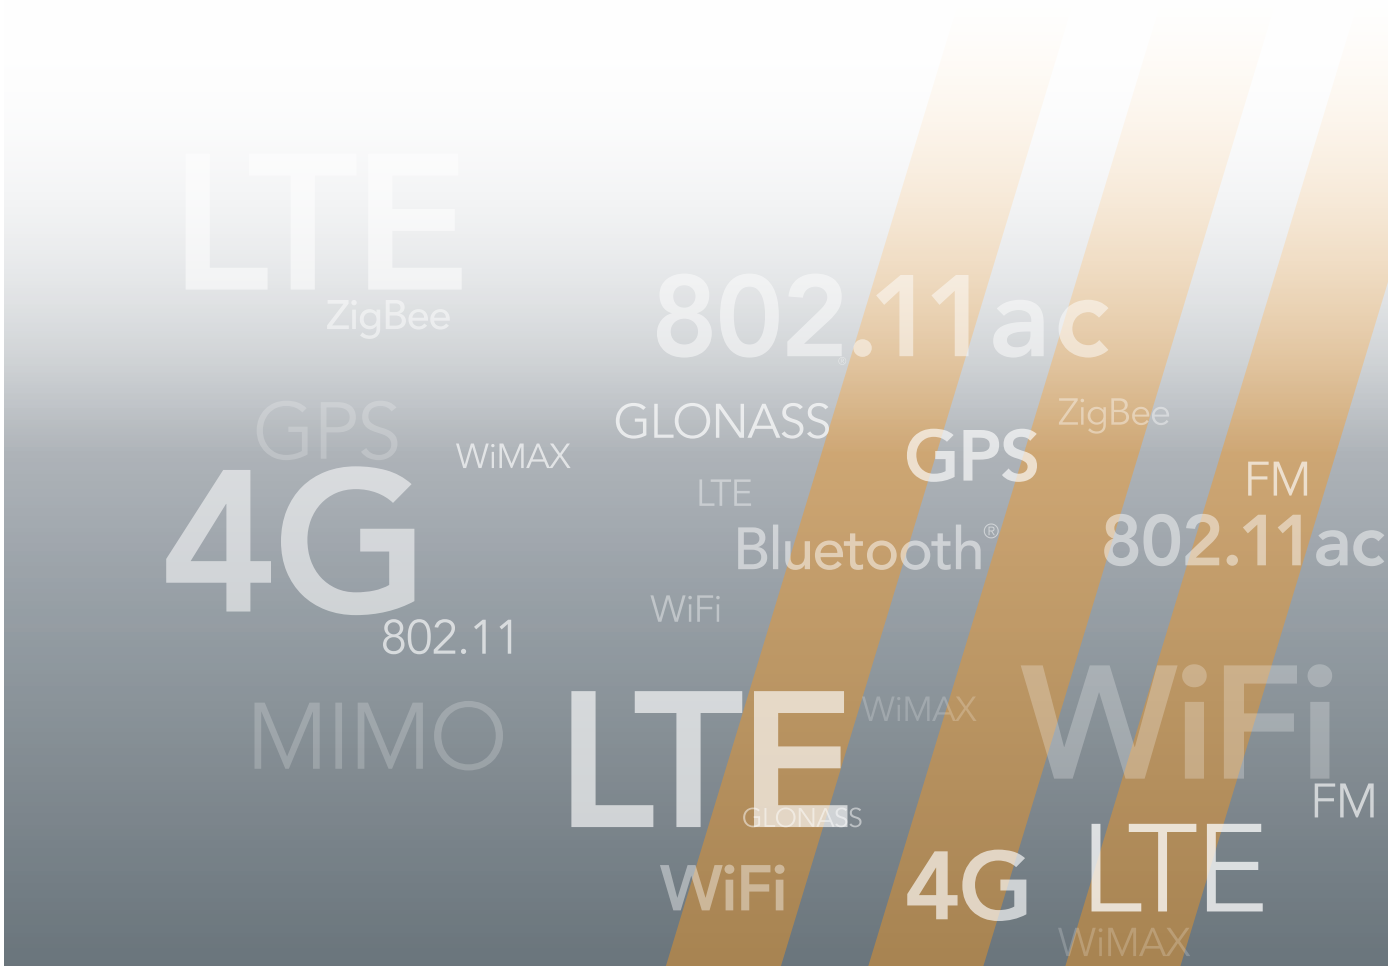 LTE
ZigBee
802.11ac
GPS
GLONASS
ZigBee
WiMAX
GPS
FM
4G
LTE
Bluetooth®
802.11ac
WiFi
802.11
MIMO
LTE
WiMAX
WiFi
GLONASS
FM
WiFi
4G
LTE
WiMAX